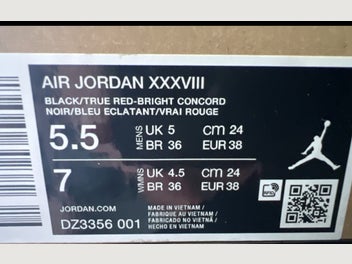 AIR JORDAN XXXVIII
BLACK/TRUE RED-BRIGHT CONCORD
NOIR/BLEU ECLATANT/VRAI ROUGE
5.5 MENS UK 5 cm 24
BR 36 EUR 38
7 WMNS UK 4.5 cm 24
BR 36 EUR 38
JORDAN.COM
MADE IN VIETNAM /
FABRIQUE AU VIETNAM /
FABRICADO NO VIETNÃ /
HECHO EN VIETNAM
DZ3356 001